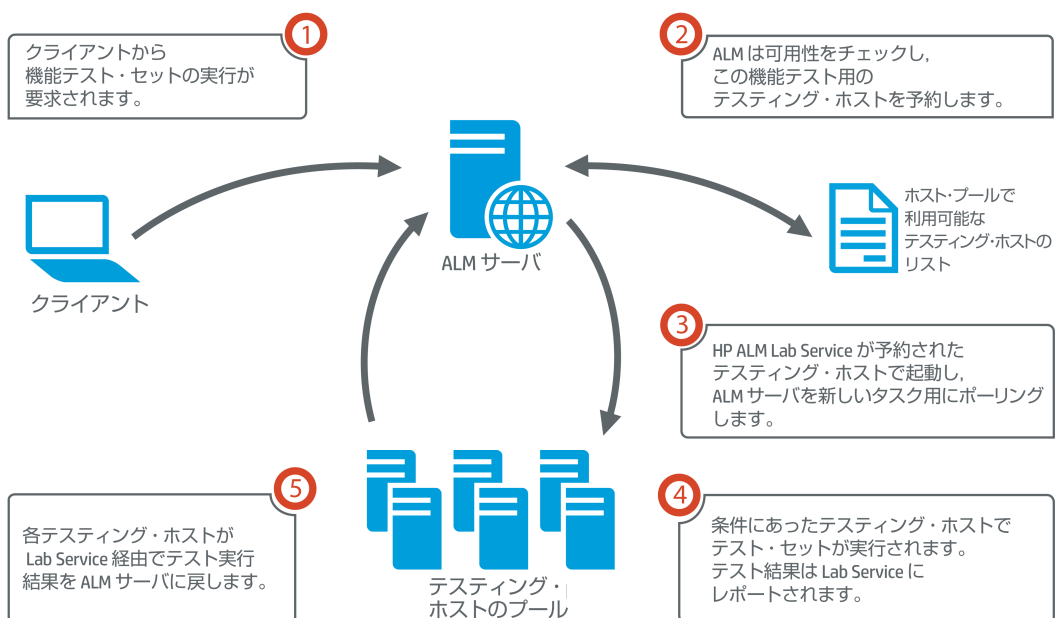 1
クライアントから
機能テスト・セットの実行が
要求されます。
2
ALM は可用性をチェックし,
この機能テスト用の
テスティング・ホストを予約します。
クライアント
ALM サーバ
ホスト・プールで
利用可能な
テスティング・ホストの
リスト
3
HP ALM Lab Service が予約された
テスティング・ホストで起動し,
ALM サーバを新しいタスク用にポーリング
します。
4
条件にあったテスティング・ホストで
テスト・セットが実行されます。
テスト結果は Lab Service に
レポートされます。
5
各テスティング・ホストが
Lab Service 経由でテスト実行
結果を ALM サーバに戻します。
テスティング・
ホストのプール